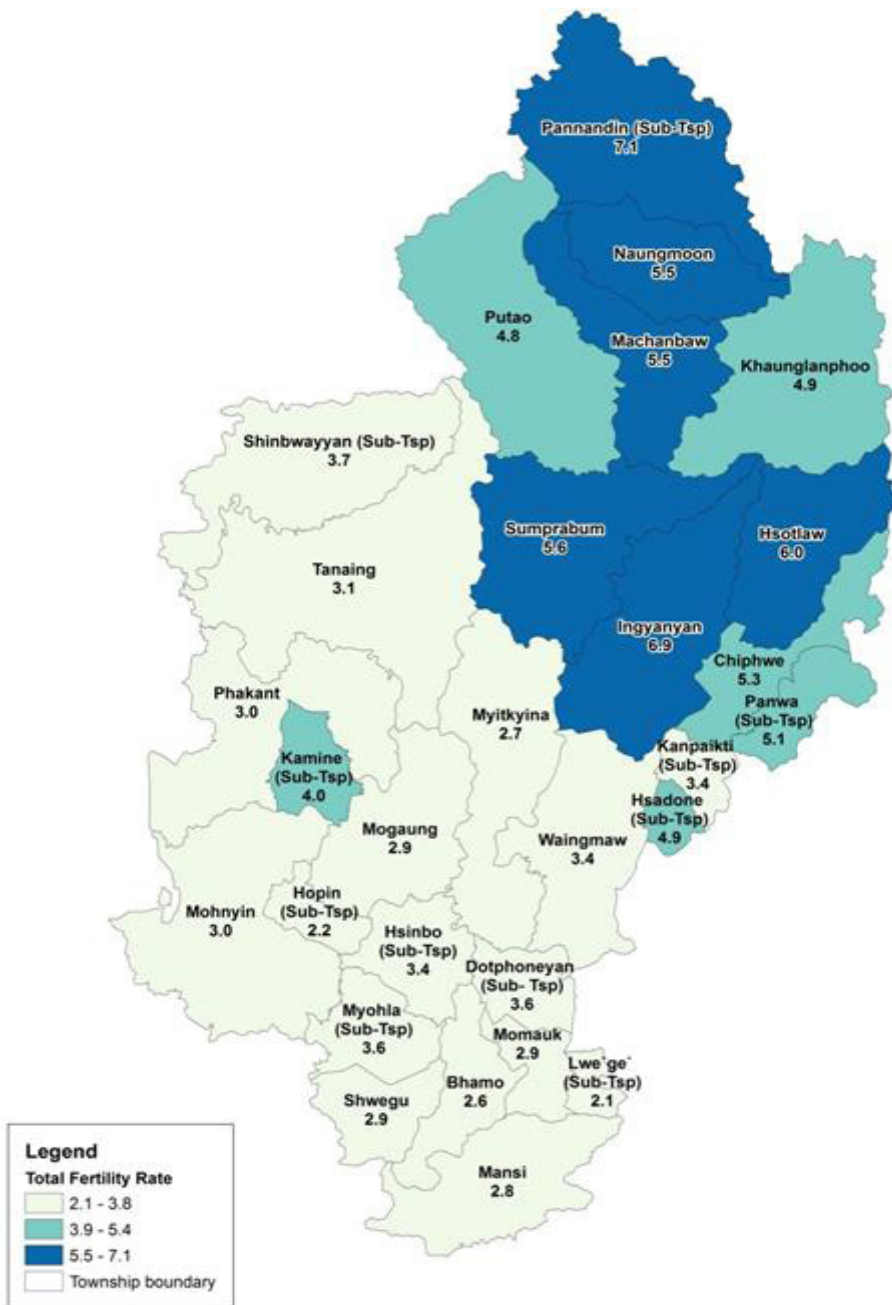 Pannandin (Sub-Tsp)
7.1
Naungmoon
5.5
Putao
4.8
Machanbaw
5.5
Khaunglanphoo
4.9
Shinbwayyan (Sub-Tsp)
3.7
Sumprabum
5.6
Hsotlaw
6.0
Tanaing
3.1
Ingyanyan
6.9
Chiphwe
5.3
Phakant
3.0
Myitkyina
2.7
Panwa
(Sub-Tsp)
5.1
Kanpaikti
(Sub-Tsp)
3.4
Kamine
(Sub-Tsp)
4.0
Hsadone
(Sub-Tsp)
4.9
Mogaung
2.9
Waingmaw
3.4
Hopin
(Sub-Tsp)
2.2
Mohnyin
3.0
Hsinbo
(Sub-Tsp)
3.4
Dotphoneyan
(Sub- Tsp)
3.6
Myohla
(Sub-Tsp)
3.6
Momauk
2.9
Lwe`ge`
(Sub-Tsp)
2.1
Bhamo
2.6
Shwegu
2.9
Mansi
2.8
Legend
Total Fertility Rate
2.1 - 3.8
3.9 - 5.4
5.5 - 7.1
Township boundary